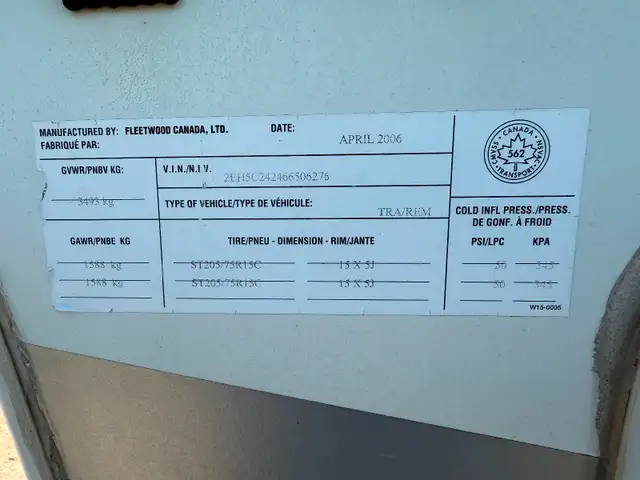 MANUFACTURED BY: FLEETWOOD CANADA, LTD. DATE: APRIL 2006
FABRIQUÉ PAR:
GVWR/PNBV KG: 3493 kg
V.I.N./N.I.V. 2EH5C242466506276
TYPE OF VEHICLE/TYPE DE VÉHICULE: TRA/REM
CANADA
CMVSS 562 NSVAC
TRANSPORT
COLD INFL PRESS./PRESS.
DE GONF. À FROID
GAWR/PNBE KG TIRE/PNEU - DIMENSION - RIM/JANTE PSI/LPC KPA
1588 kg ST205/75R15C 15 X 5J 50 345
1588 kg ST205/75R15C 15 X 5J 50 345
W15-0005